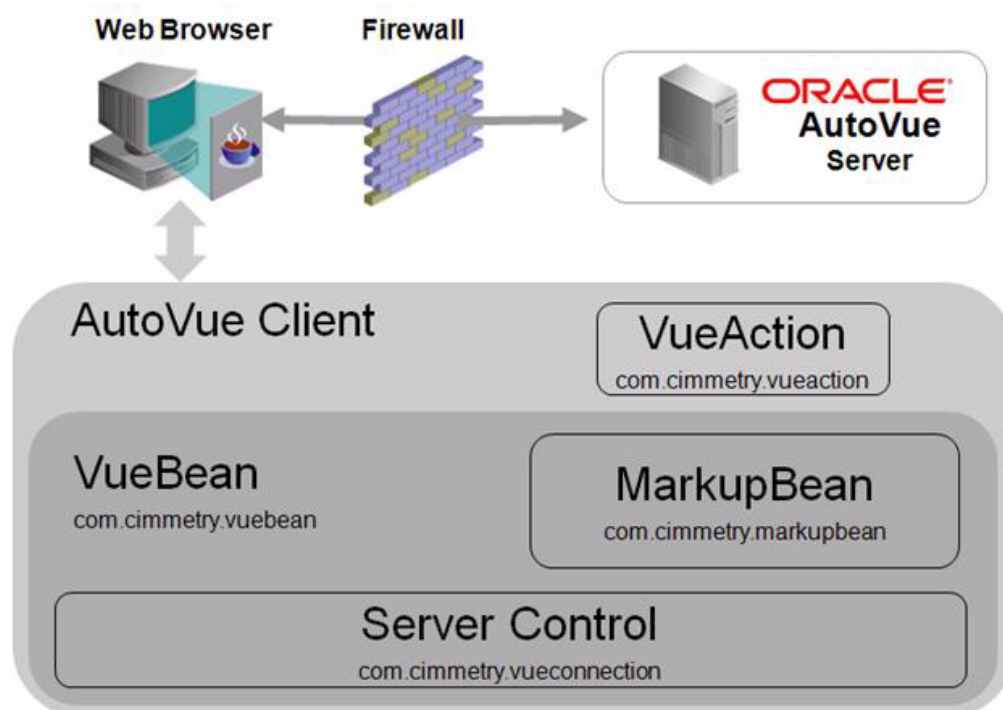 Web Browser
Firewall
ORACLE®
AutoVue
Server
AutoVue Client
VueAction
com.cimmetry.vueaction
VueBean
com.cimmetry.vuebean
MarkupBean
com.cimmetry.markupbean
Server Control
com.cimmetry.vueconnection